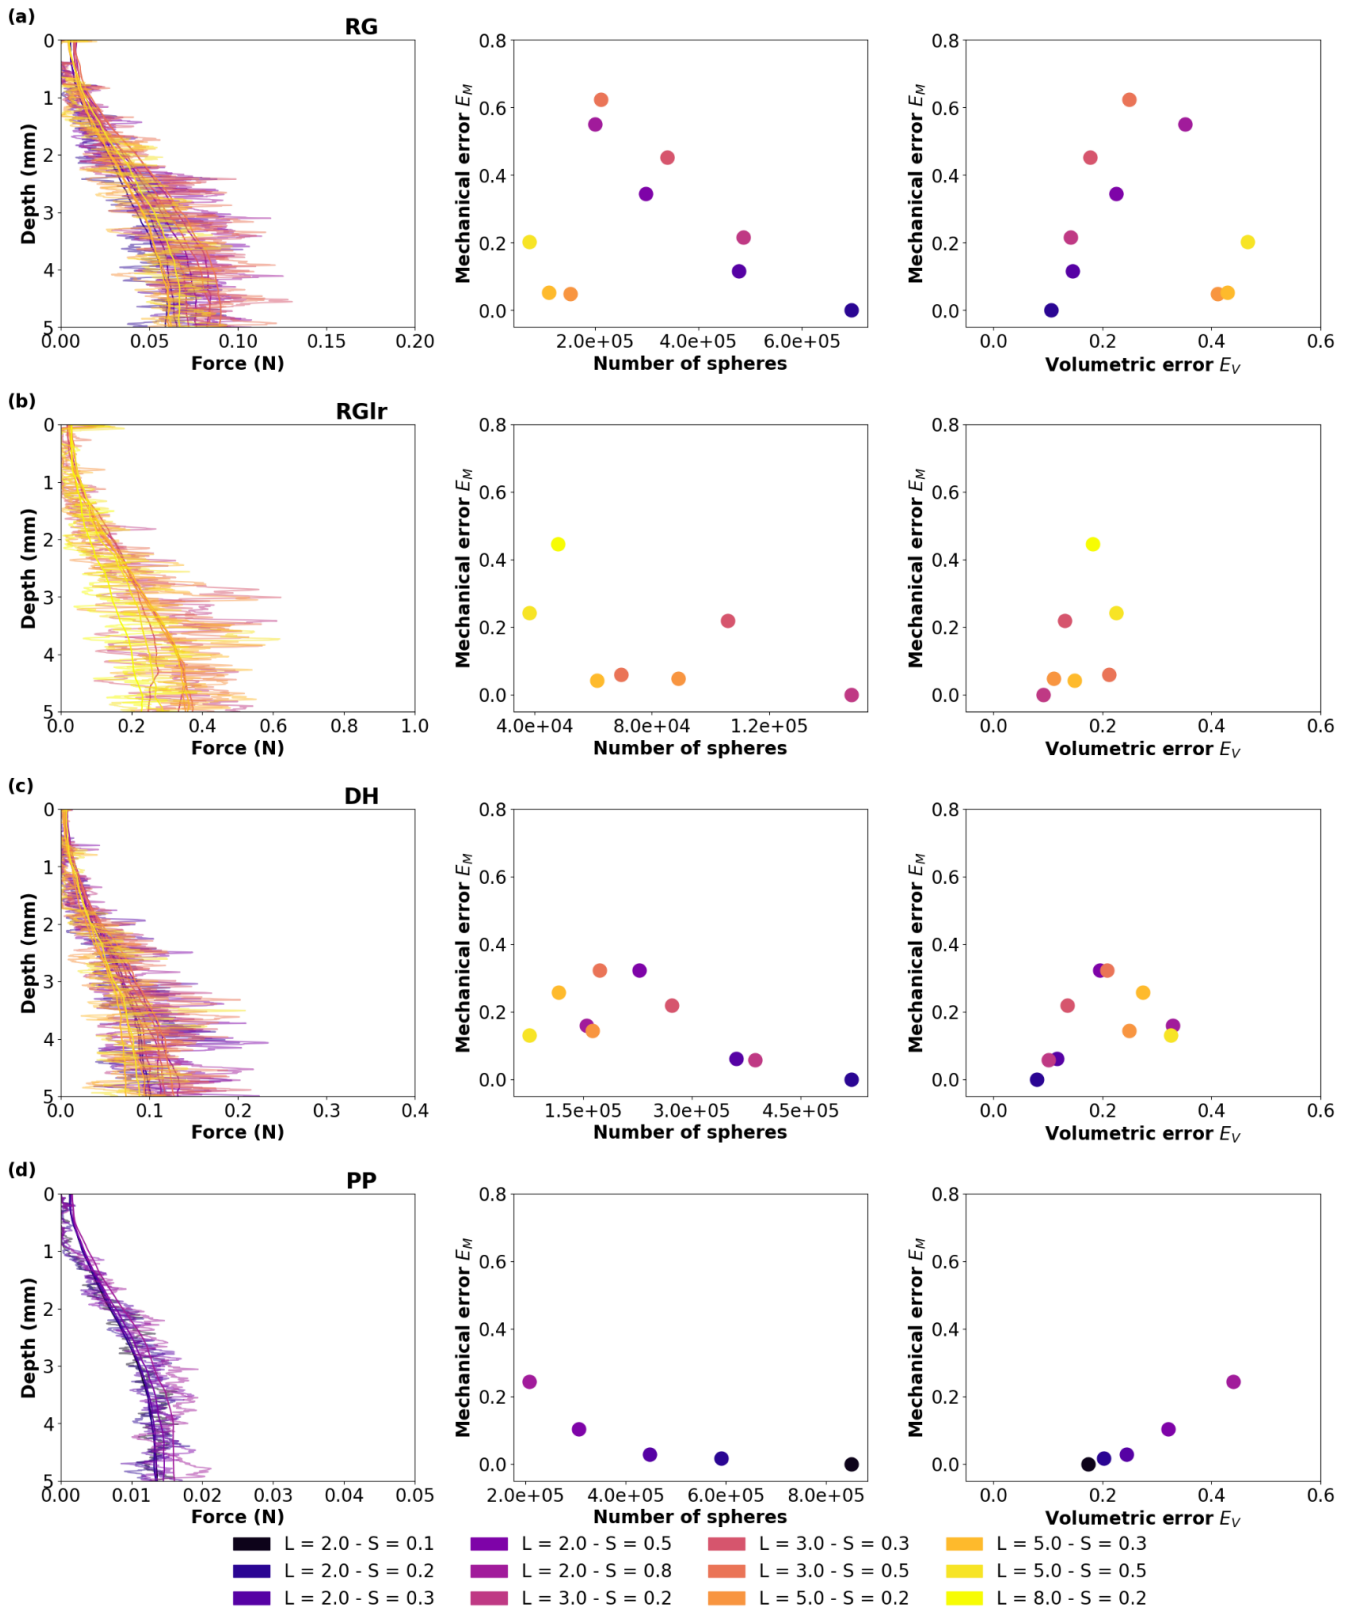 (a)
RG
0
1
2
3
4
5
0.00 0.05 0.10 0.15 0.20
Depth (mm)
Force (N)
0.8
0.6
0.4
0.2
0.0
2.0e+05 4.0e+05 6.0e+05
Mechanical error E_M
Number of spheres
0.8
0.6
0.4
0.2
0.0
0.0 0.2 0.4 0.6
Mechanical error E_M
Volumetric error E_V
(b)
RGlr
0
1
2
3
4
5
0.0 0.2 0.4 0.6 0.8 1.0
Depth (mm)
Force (N)
0.8
0.6
0.4
0.2
0.0
4.0e+04 8.0e+04 1.2e+05
Mechanical error E_M
Number of spheres
0.8
0.6
0.4
0.2
0.0
0.0 0.2 0.4 0.6
Mechanical error E_M
Volumetric error E_V
(c)
DH
0
1
2
3
4
5
0.0 0.1 0.2 0.3 0.4
Depth (mm)
Force (N)
0.8
0.6
0.4
0.2
0.0
1.5e+05 3.0e+05 4.5e+05
Mechanical error E_M
Number of spheres
0.8
0.6
0.4
0.2
0.0
0.0 0.2 0.4 0.6
Mechanical error E_M
Volumetric error E_V
(d)
PP
0
1
2
3
4
5
0.00 0.01 0.02 0.03 0.04 0.05
Depth (mm)
Force (N)
0.8
0.6
0.4
0.2
0.0
2.0e+05 4.0e+05 6.0e+05 8.0e+05
Mechanical error E_M
Number of spheres
0.8
0.6
0.4
0.2
0.0
0.0 0.2 0.4 0.6
Mechanical error E_M
Volumetric error E_V
L = 2.0 - S = 0.1
L = 2.0 - S = 0.2
L = 2.0 - S = 0.3
L = 2.0 - S = 0.5
L = 2.0 - S = 0.8
L = 3.0 - S = 0.2
L = 3.0 - S = 0.3
L = 3.0 - S = 0.5
L = 5.0 - S = 0.2
L = 5.0 - S = 0.3
L = 5.0 - S = 0.5
L = 8.0 - S = 0.2